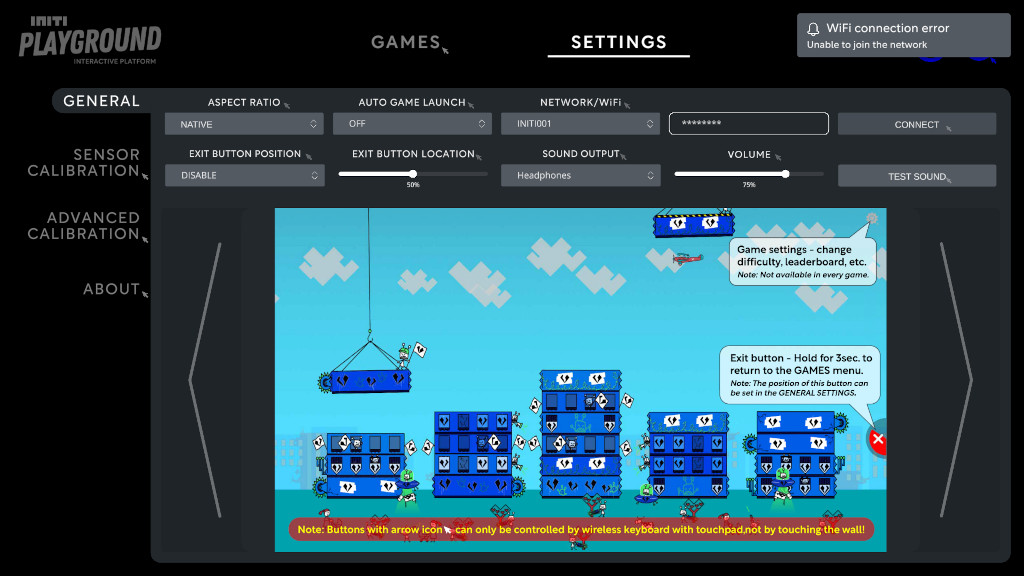 INITI
PLAYGROUND
INTERACTIVE PLATFORM
GAMES
SETTINGS
WiFi connection error
Unable to join the network
GENERAL
SENSOR
CALIBRATION
ADVANCED
CALIBRATION
ABOUT
ASPECT RATIO
AUTO GAME LAUNCH
NETWORK/WiFi
NATIVE
OFF
INITI001
********
CONNECT
EXIT BUTTON POSITION
EXIT BUTTON LOCATION
SOUND OUTPUT
VOLUME
DISABLE
50%
Headphones
75%
TEST SOUND
Game settings - change
difficulty, leaderboard, etc.
Note: Not available in every game.
Exit button - Hold for 3sec. to
return to the GAMES menu.
Note: The position of this button can
be set in the GENERAL SETTINGS.
Note: Buttons with arrow icon can only be controlled by wireless keyboard with touchpad,not by touching the wall!